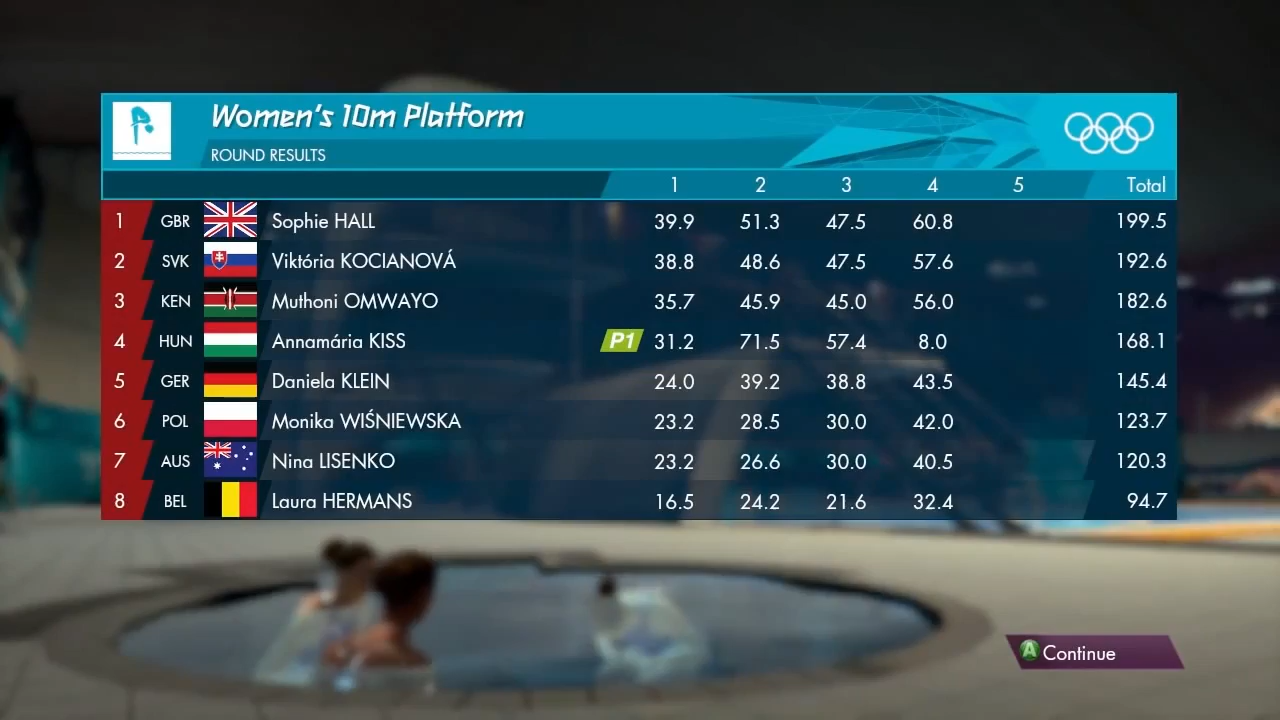 Women's 10m Platform
ROUND RESULTS
1 2 3 4 5 Total
1 GBR Sophie HALL 39.9 51.3 47.5 60.8 199.5
2 SVK Viktória KOCIANOVÁ 38.8 48.6 47.5 57.6 192.6
3 KEN Muthoni OMWAYO 35.7 45.9 45.0 56.0 182.6
4 HUN Annamária KISS P1 31.2 71.5 57.4 8.0 168.1
5 GER Daniela KLEIN 24.0 39.2 38.8 43.5 145.4
6 POL Monika WIŚNIEWSKA 23.2 28.5 30.0 42.0 123.7
7 AUS Nina LISENKO 23.2 26.6 30.0 40.5 120.3
8 BEL Laura HERMANS 16.5 24.2 21.6 32.4 94.7
A Continue